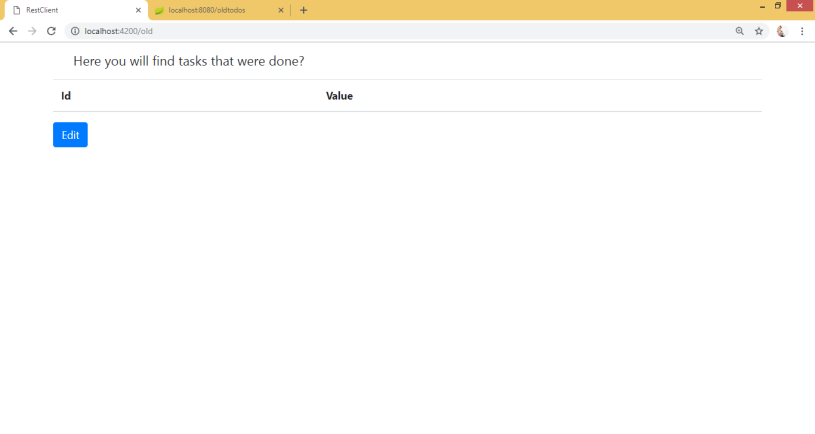 RestClient localhost:8080/oldtodos
localhost:4200/old
Here you will find tasks that were done?
Id Value
Edit